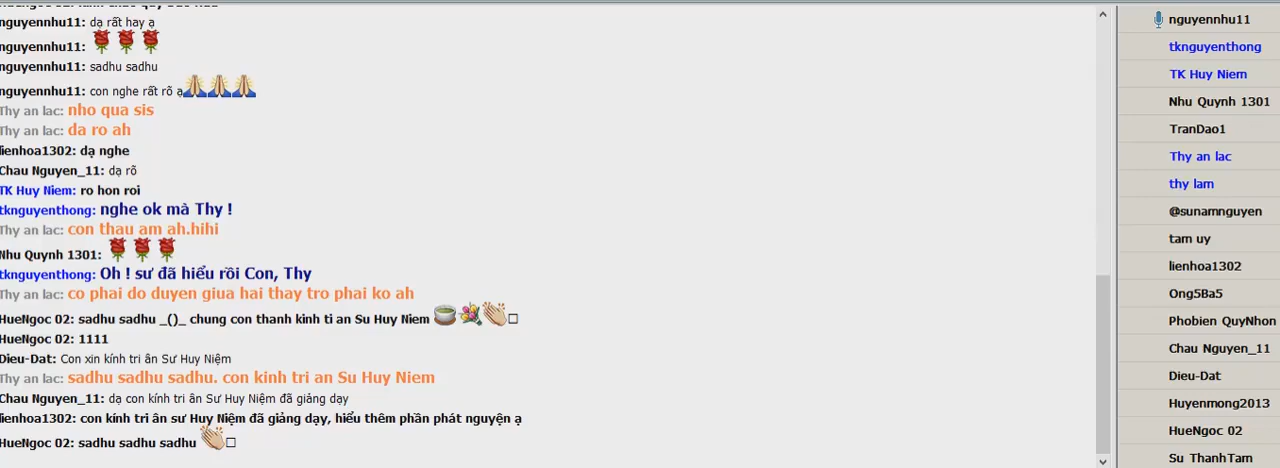 nguyennhu11: dạ rất hay ạ
nguyennhu11:
nguyennhu11: sadhu sadhu
nguyennhu11: con nghe rất rõ ạ
Thy an lac: nho qua sis
Thy an lac: da ro ah
lienhoa1302: dạ nghe
Chau Nguyen_11: dạ rõ
TK Huy Niem: ro hon roi
tknguyenthong: nghe ok mà Thy !
Thy an lac: con thau am ah.hihi
Nhu Quynh 1301:
tknguyenthong: Oh ! sư đã hiểu rồi Con, Thy
Thy an lac: co phai do duyen giua hai thay tro phai ko ah
HueNgoc 02: sadhu sadhu _()_ chung con thanh kinh ti an Su Huy Niem
HueNgoc 02: 1111
Dieu-Dat: Con xin kính tri ân Sư Huy Niệm
Thy an lac: sadhu sadhu sadhu. con kinh tri an Su Huy Niem
Chau Nguyen_11: dạ con kính tri ân Sư Huy Niệm đã giảng dạy
lienhoa1302: con kính tri ân sư Huy Niệm đã giảng dạy, hiểu thêm phần phát nguyện ạ
HueNgoc 02: sadhu sadhu sadhu
nguyennhu11
tknguyenthong
TK Huy Niem
Nhu Quynh 1301
TranDao1
Thy an lac
thy lam
@sunamnguyen
tam uy
lienhoa1302
Ong5Ba5
Phobien QuyNhon
Chau Nguyen_11
Dieu-Dat
Huyenmong2013
HueNgoc 02
Su ThanhTam